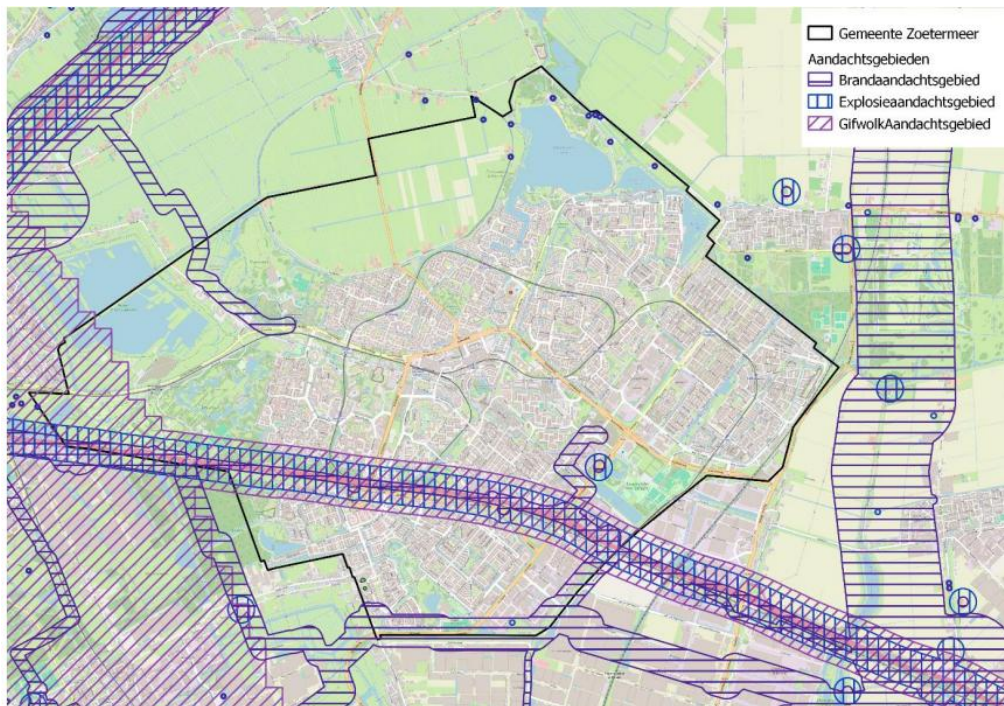 Gemeente Zoetermeer
Aandachtsgebieden
Brandaandachtsgebied
Explosieaandachtsgebied
GifwolkAandachtsgebied